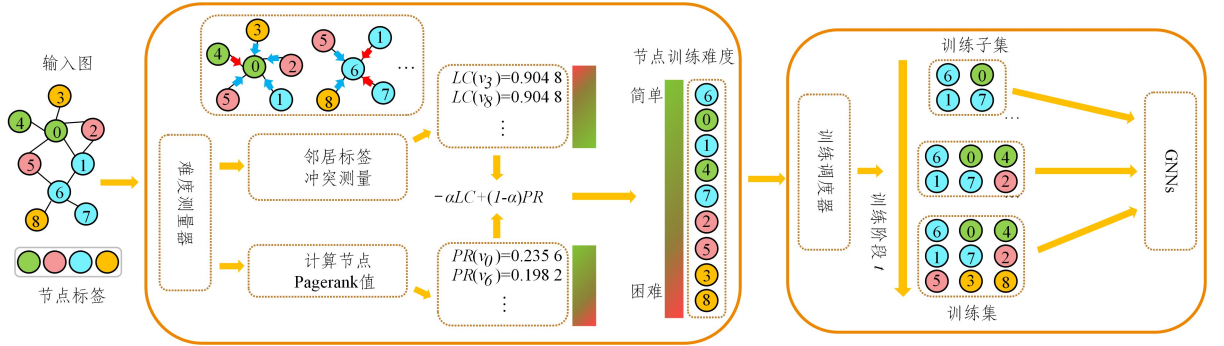 输入图
3
4
0
2
5
1
6
8
7
节点标签
难度测量器
3
4
0
2
5
1
5
1
6
8
7
…
邻居标签
冲突测量
计算节点
Pagerank值
LC(v3)=0.904 8
LC(v8)=0.904 8
⋮
−αLC+(1-α)PR
PR(v0)=0.235 6
PR(v6)=0.198 2
⋮
节点训练难度
简单
困难
6
0
1
4
7
2
5
3
8
训练调度器
训练阶段 t
训练子集
6 0
1 7
…
6 0 4
1 7 2
…
6 0 4
1 7 2
5 3 8
训练集
GNNs